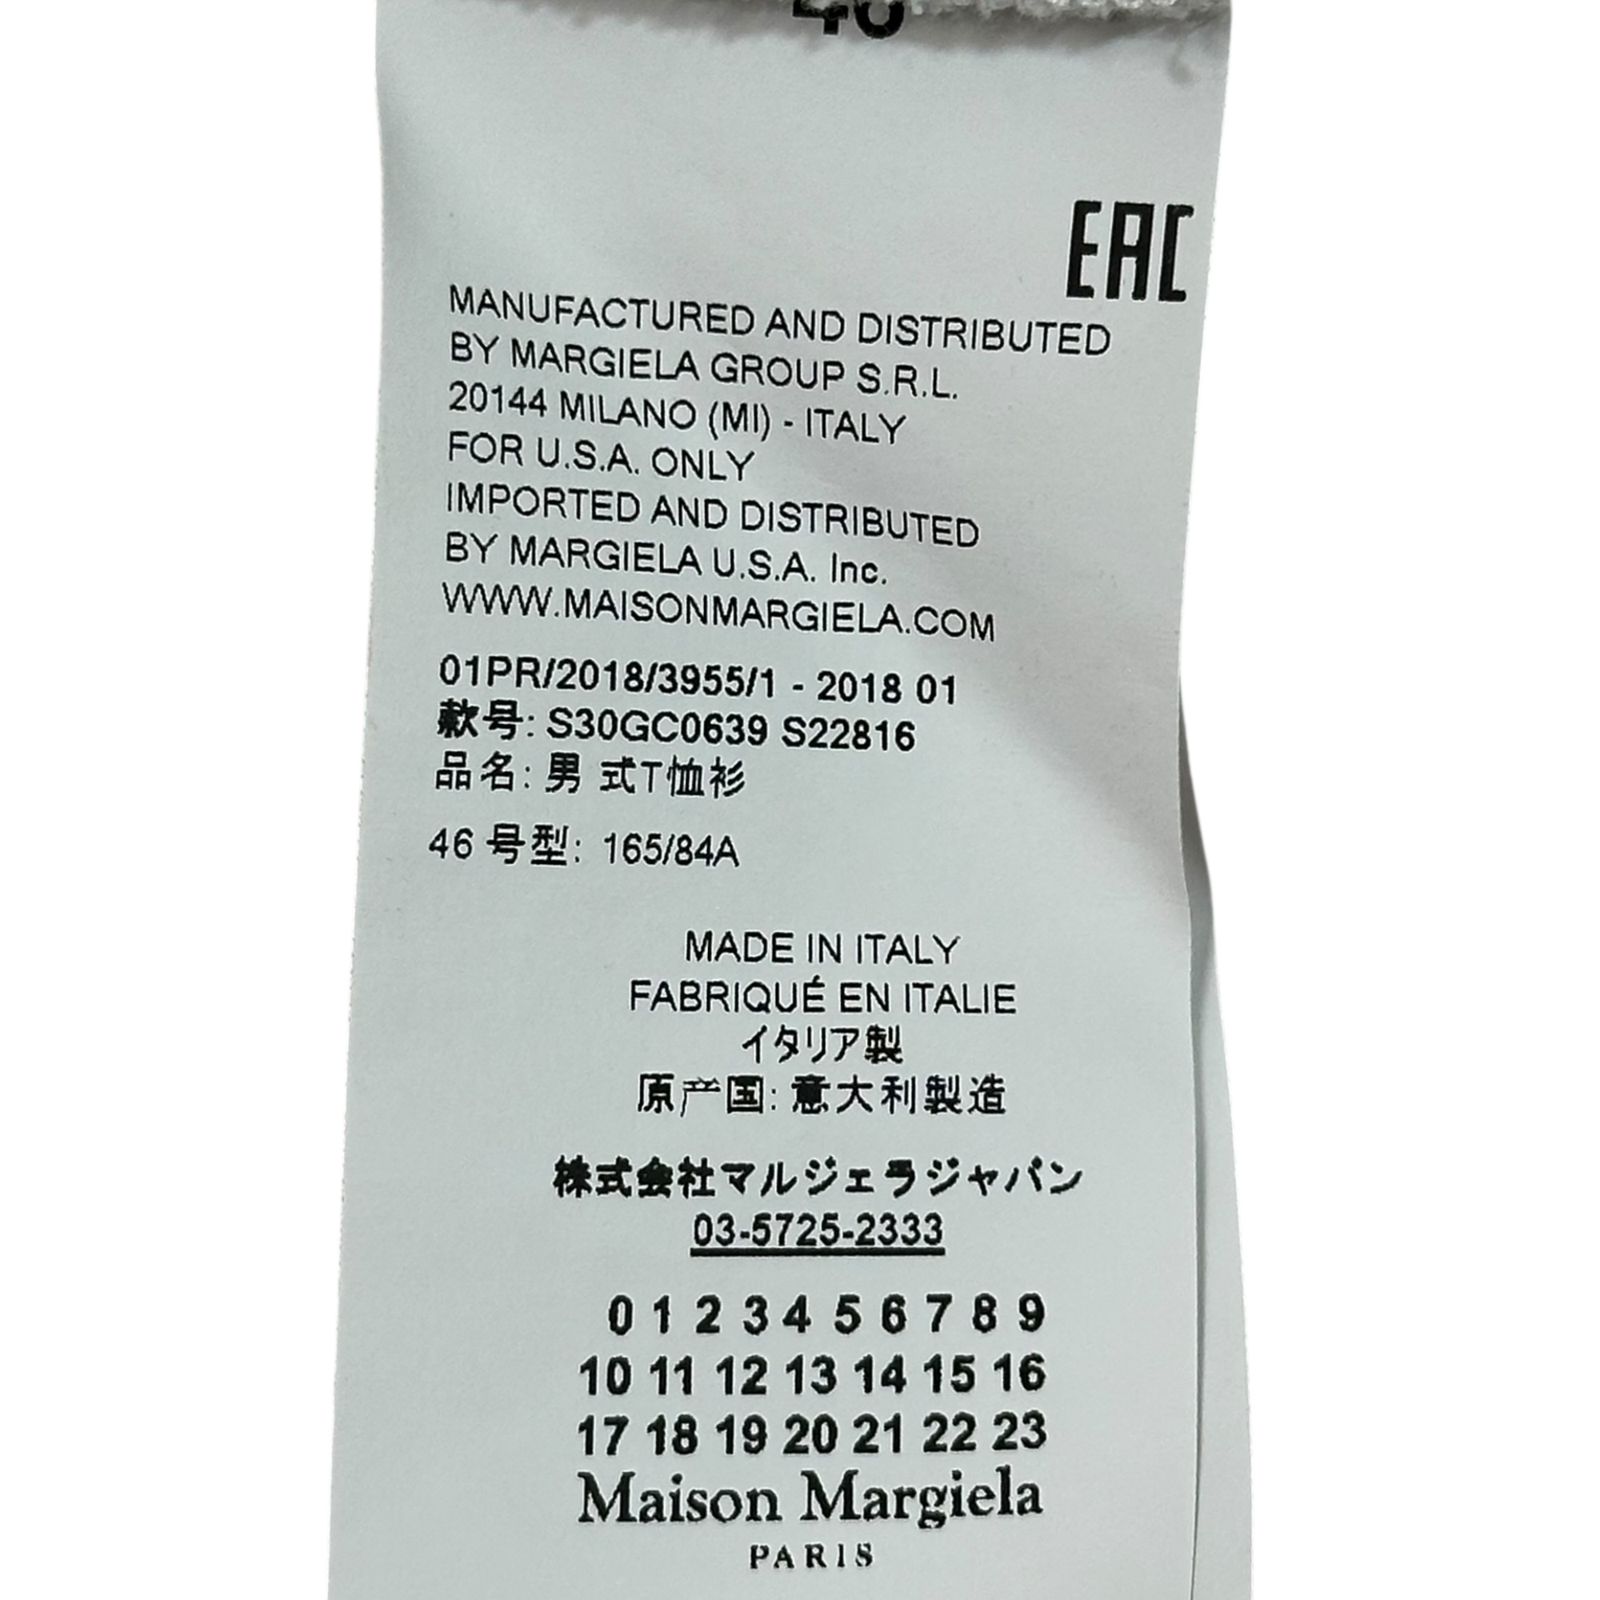 46
EAC
MANUFACTURED AND DISTRIBUTED
BY MARGIELA GROUP S.R.L.
20144 MILANO (MI) - ITALY
FOR U.S.A. ONLY
IMPORTED AND DISTRIBUTED
BY MARGIELA U.S.A. Inc.
WWW.MAISONMARGIELA.COM
01PR/2018/3955/1 - 2018 01
款号: S30GC0639 S22816
品名: 男 式T恤衫
46 号型: 165/84A
MADE IN ITALY
FABRIQUÉ EN ITALIE
イタリア製
原产国: 意大利製造
株式会社マルジェラジャパン
03-5725-2333
0 1 2 3 4 5 6 7 8 9
10 11 12 13 14 15 16
17 18 19 20 21 22 23
Maison Margiela
PARIS